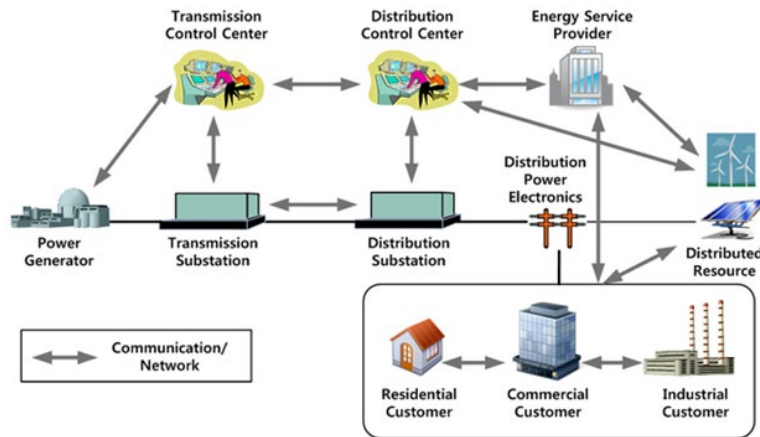 Transmission
Control Center
Distribution
Control Center
Energy Service
Provider
Distribution
Power
Electronics
Power
Generator
Transmission
Substation
Distribution
Substation
Distributed
Resource
Communication/
Network
Residential
Customer
Commercial
Customer
Industrial
Customer